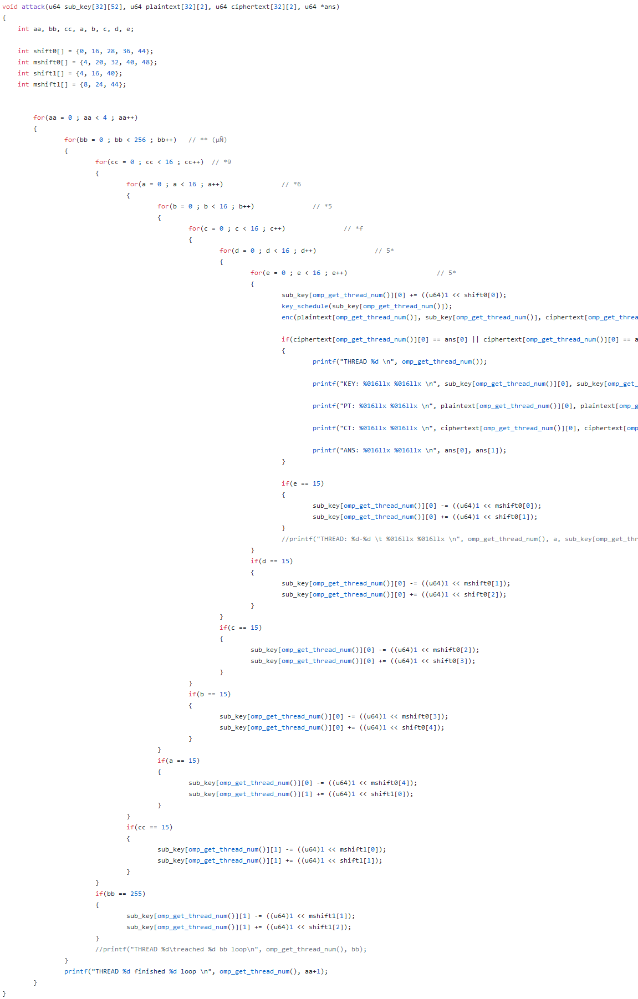 void attack(u64 sub_key[32][52], u64 plaintext[32][2], u64 ciphertext[32][2], u64 *ans)
{
int aa, bb, cc, a, b, c, d, e;
int shift0[] = {0, 16, 28, 36, 44};
int mshift0[] = {4, 20, 32, 40, 48};
int shift1[] = {4, 16, 40};
int mshift1[] = {8, 24, 44};
for(aa = 0 ; aa < 4 ; aa++)
{
for(bb = 0 ; bb < 256 ; bb++) // ** (µÑ)
{
for(cc = 0 ; cc < 16 ; cc++) // *9
{
for(a = 0 ; a < 16 ; a++) // *6
{
for(b = 0 ; b < 16 ; b++) // *5
{
for(c = 0 ; c < 16 ; c++) // *f
{
for(d = 0 ; d < 16 ; d++) // 5*
{
for(e = 0 ; e < 16 ; e++) // 5*
{
sub_key[omp_get_thread_num()][0] += ((u64)1 << shift0[0]);
key_schedule(sub_key[omp_get_thread_num()]);
enc(plaintext[omp_get_thread_num()], sub_key[omp_get_thread_num()], ciphertext[omp_get_threa
if(ciphertext[omp_get_thread_num()][0] == ans[0] || ciphertext[omp_get_thread_num()][0] == a
{
printf("THREAD %d \n", omp_get_thread_num());
printf("KEY: %016llx %016llx \n", sub_key[omp_get_thread_num()][0], sub_key[omp_get_
printf("PT: %016llx %016llx \n", plaintext[omp_get_thread_num()][0], plaintext[omp_g
printf("CT: %016llx %016llx \n", ciphertext[omp_get_thread_num()][0], ciphertext[omp
printf("ANS: %016llx %016llx \n", ans[0], ans[1]);
}
if(e == 15)
{
sub_key[omp_get_thread_num()][0] -= ((u64)1 << mshift0[0]);
sub_key[omp_get_thread_num()][0] += ((u64)1 << shift0[1]);
}
//printf("THREAD: %d-%d \t %016llx %016llx \n", omp_get_thread_num(), a, sub_key[omp_get_thr
}
if(d == 15)
{
sub_key[omp_get_thread_num()][0] -= ((u64)1 << mshift0[1]);
sub_key[omp_get_thread_num()][0] += ((u64)1 << shift0[2]);
}
}
if(c == 15)
{
sub_key[omp_get_thread_num()][0] -= ((u64)1 << mshift0[2]);
sub_key[omp_get_thread_num()][0] += ((u64)1 << shift0[3]);
}
}
if(b == 15)
{
sub_key[omp_get_thread_num()][0] -= ((u64)1 << mshift0[3]);
sub_key[omp_get_thread_num()][0] += ((u64)1 << shift0[4]);
}
}
if(a == 15)
{
sub_key[omp_get_thread_num()][0] -= ((u64)1 << mshift0[4]);
sub_key[omp_get_thread_num()][1] += ((u64)1 << shift1[0]);
}
}
if(cc == 15)
{
sub_key[omp_get_thread_num()][1] -= ((u64)1 << mshift1[0]);
sub_key[omp_get_thread_num()][1] += ((u64)1 << shift1[1]);
}
}
if(bb == 255)
{
sub_key[omp_get_thread_num()][1] -= ((u64)1 << mshift1[1]);
sub_key[omp_get_thread_num()][1] += ((u64)1 << shift1[2]);
}
//printf("THREAD %d\treached %d bb loop\n", omp_get_thread_num(), bb);
}
printf("THREAD %d finished %d loop \n", omp_get_thread_num(), aa+1);
}
}